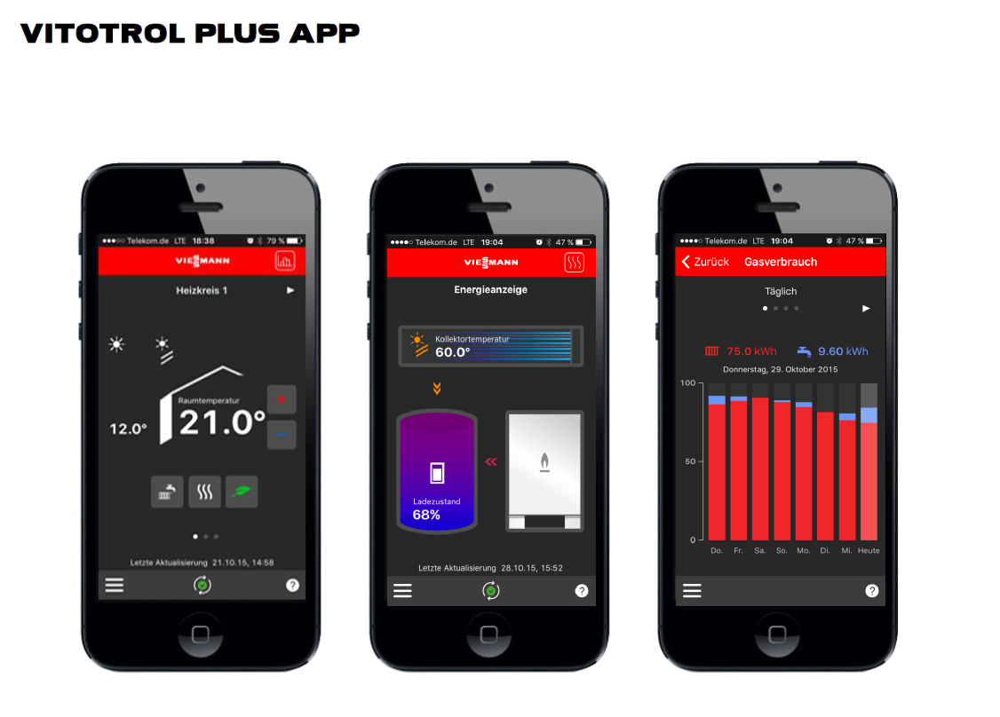 VITOTROL PLUS APP
Telekom.de LTE 18:38 79 %
VIESMANN
Heizkreis 1
Raumtemperatur
21.0°
12.0°
Letzte Aktualisierung 21.10.15, 14:58
?
Telekom.de LTE 19:04 47 %
VIESMANN
Energieanzeige
Kollektortemperatur
60.0°
Ladezustand
68%
Letzte Aktualisierung 28.10.15, 15:52
?
Telekom.de LTE 19:04 47 %
Zurück Gasverbrauch
Täglich
75.0 kWh 9.60 kWh
Donnerstag, 29. Oktober 2015
100
50
0
Do. Fr. Sa. So. Mo. Di. Mi. Heute
?